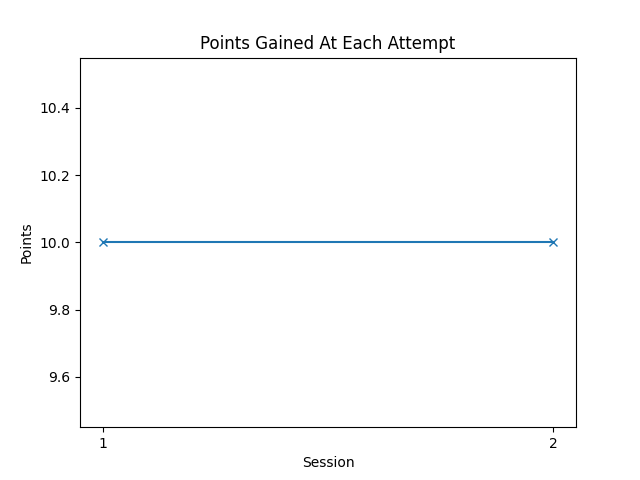 Points Gained At Each Attempt
10.4
10.2
10.0
9.8
9.6
Points
1 2
Session